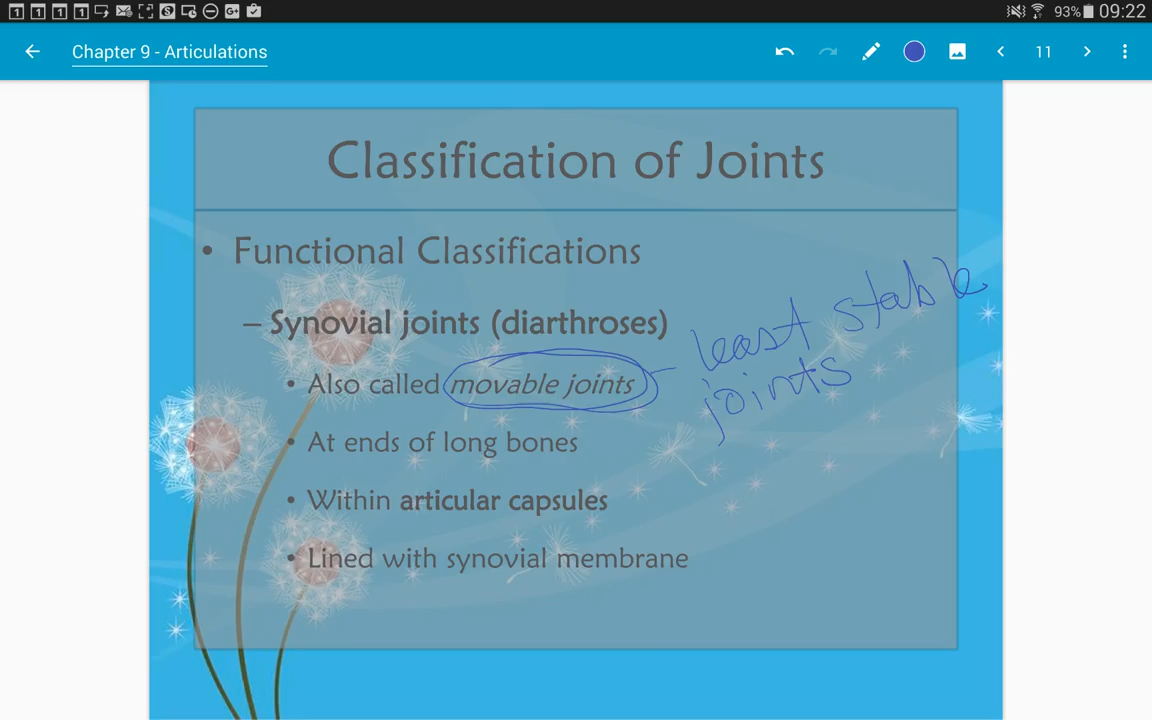 93% 09:22
Chapter 9 - Articulations
11
Classification of Joints
• Functional Classifications
– Synovial joints (diarthroses)
least stable
joints
• Also called movable joints
• At ends of long bones
• Within articular capsules
• Lined with synovial membrane